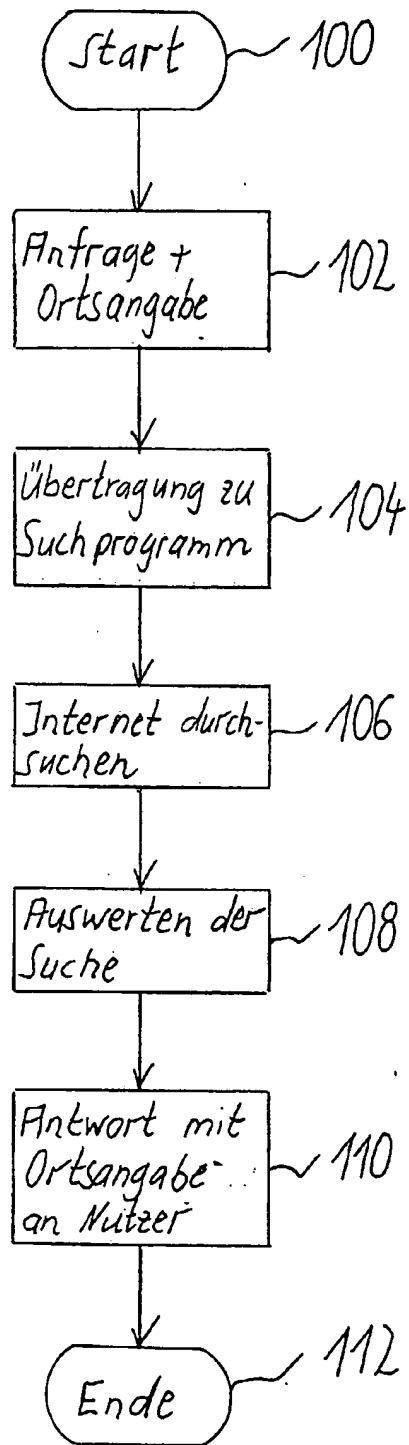 Start 100
Anfrage + 102
Ortsangabe
Übertragung zu 104
Suchprogramm
Internet durch- 106
suchen
Auswerten der 108
Suche
Antwort mit
Ortsangabe 110
an Nutzer
Ende 112